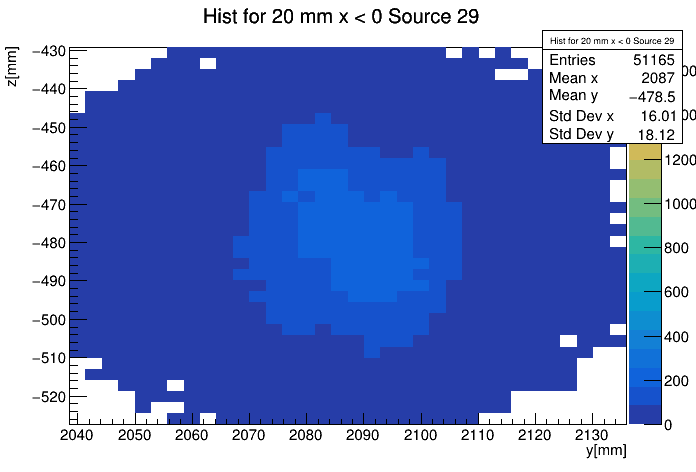 Hist for 20 mm x < 0 Source 29
z[mm]
−430
−440
−450
−460
−470
−480
−490
−500
−510
−520
Hist for 20 mm x < 0 Source 29
Entries 51165
Mean x 2087
Mean y −478.5
Std Dev x 16.01
Std Dev y 18.12
1200
1000
800
600
400
200
0
2040 2050 2060 2070 2080 2090 2100 2110 2120 2130
y[mm]